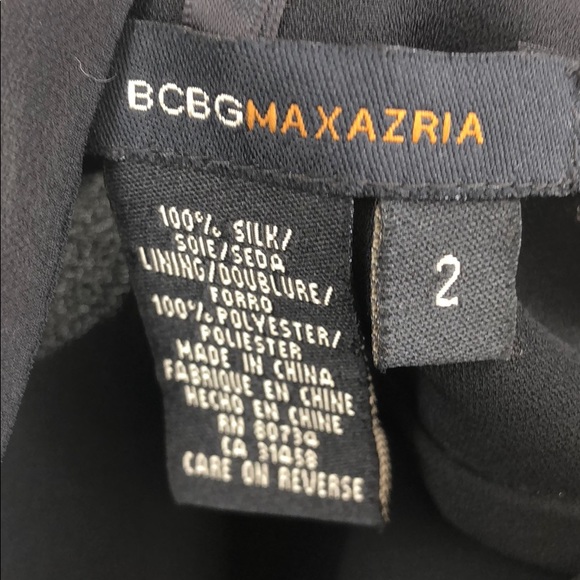 BCBGMAXAZRIA
2
100% SILK/
SOIE/SEDA
LINING/DOUBLURE/
FORRO
100% POLYESTER/
POLIESTER
MADE IN CHINA
FABRIQUE EN CHINE
HECHO EN CHINE
RN 80734
CA 31458
CARE ON REVERSE